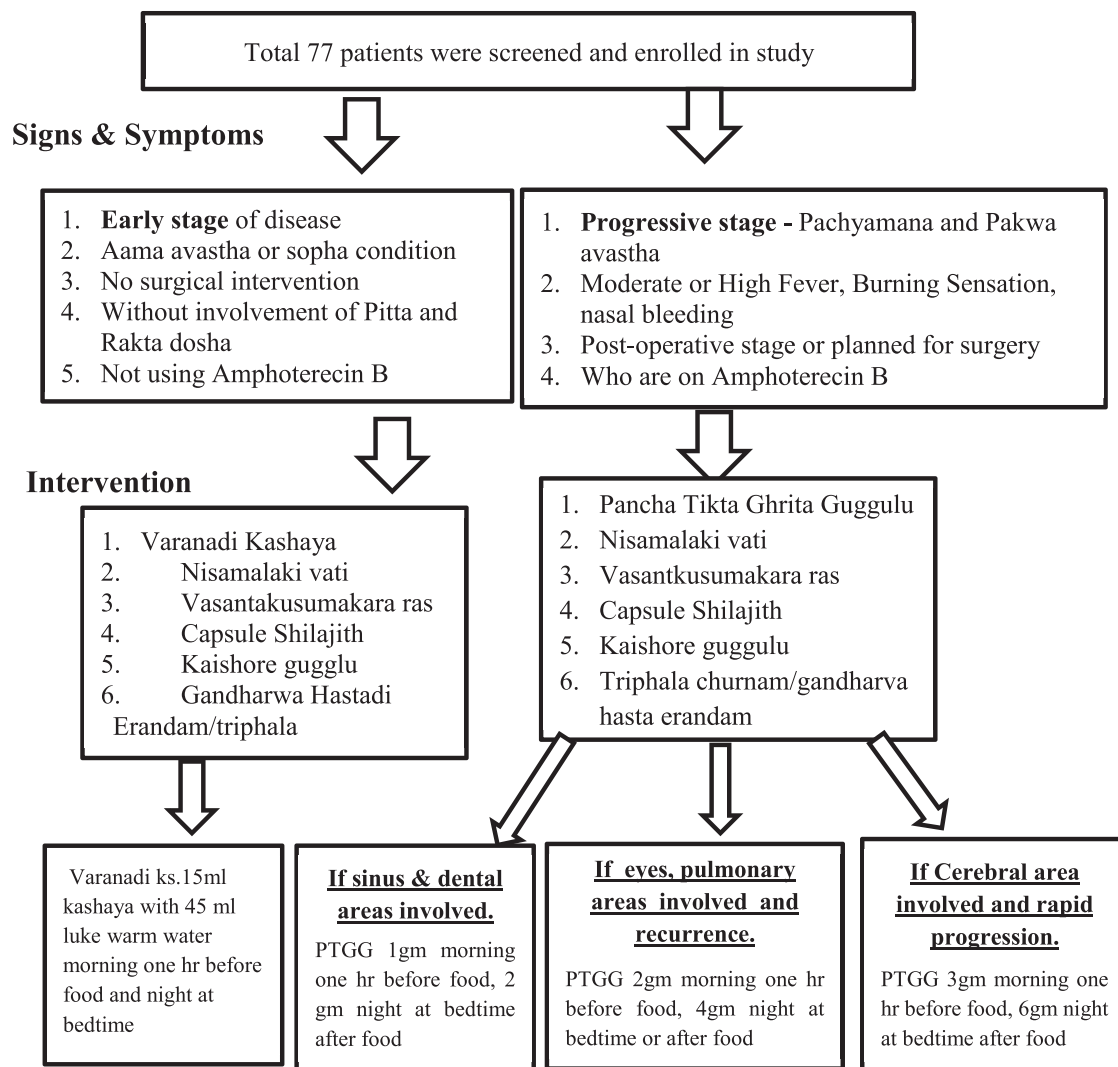 Total 77 patients were screened and enrolled in study
Signs & Symptoms
1. Early stage of disease
2. Aama avastha or sopha condition
3. No surgical intervention
4. Without involvement of Pitta and
Rakta dosha
5. Not using Amphoterecin B
1. Progressive stage - Pachyamana and Pakwa
avastha
2. Moderate or High Fever, Burning Sensation,
nasal bleeding
3. Post-operative stage or planned for surgery
4. Who are on Amphoterecin B
Intervention
1. Varanadi Kashaya
2. Nisamalaki vati
3. Vasantakusumakara ras
4. Capsule Shilajith
5. Kaishore gugglu
6. Gandharwa Hastadi
Erandam/triphala
1. Pancha Tikta Ghrita Guggulu
2. Nisamalaki vati
3. Vasantkusumakara ras
4. Capsule Shilajith
5. Kaishore guggulu
6. Triphala churnam/gandharva
hasta erandam
Varanadi ks.15ml
kashaya with 45 ml
luke warm water
morning one hr before
food and night at
bedtime
If sinus & dental
areas involved.
PTGG 1gm morning
one hr before food, 2
gm night at bedtime
after food
If eyes, pulmonary
areas involved and
recurrence.
PTGG 2gm morning one hr
before food, 4gm night at
bedtime or after food
If Cerebral area
involved and rapid
progression.
PTGG 3gm morning one
hr before food, 6gm night
at bedtime after food